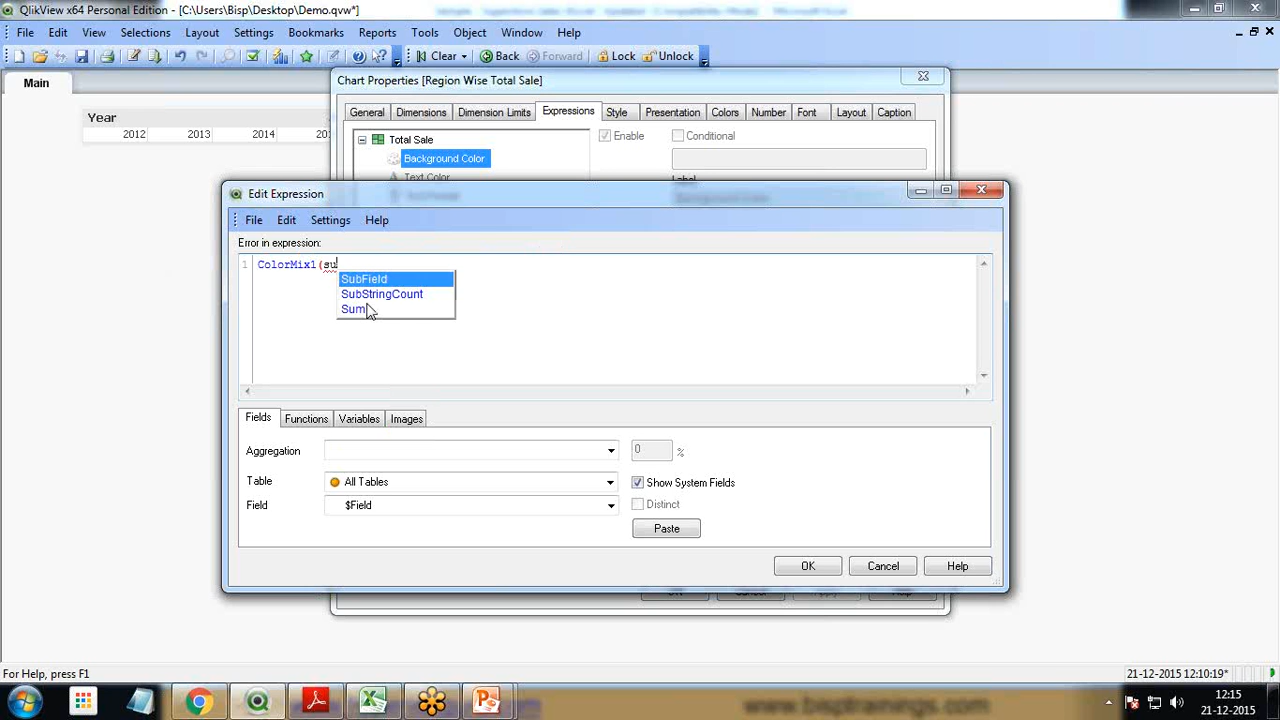 QlikView x64 Personal Edition - [C:\Users\Bisp\Desktop\Demo.qvw*]
File Edit View Selections Layout Settings Bookmarks Reports Tools Object Window Help
Clear Back Forward Lock Unlock
Main
Chart Properties [Region Wise Total Sale]
General Dimensions Dimension Limits Expressions Style Presentation Colors Number Font Layout Caption
Year
2012 2013 2014
Total Sale
Enable Conditional
Background Color
Text Color
Label
Edit Expression
File Edit Settings Help
Error in expression:
1 ColorMix1(su
SubField
SubStringCount
Sum
Fields Functions Variables Images
Aggregation 0 %
Table All Tables Show System Fields
Field $Field Distinct
Paste
OK Cancel Help
For Help, press F1 21-12-2015 12:10:19*
12:15
21-12-2015
www.bisptrainings.com